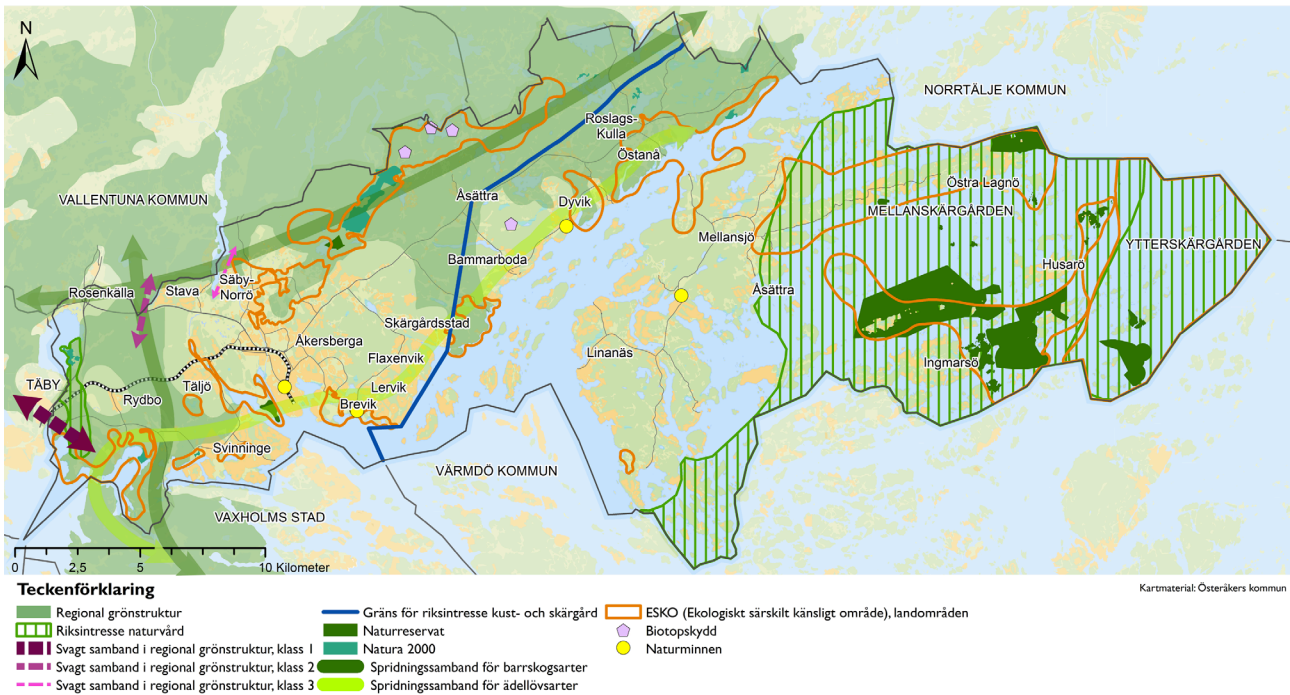 N
NORRTÄLJE KOMMUN
Roslags-
Kulla
Östanå
VALLENTUNA KOMMUN
Åsättra
Dyvik
Östra Lagnö
MELLANSKÄRGÅRDEN
Mellansjö
YTTERSKÄRGÅRDEN
Bammarboda
Husarö
Rosenkälla
Stava
Säby-
Norrö
Åsättra
Skärgårdsstad
Åkersberga
Linanäs
Flaxenvik
Ingmarsö
TÄBY
Täljö
Lervik
Rydbo
Brevik
Svinninge
VÄRMDÖ KOMMUN
VAXHOLMS STAD
0 2,5 5 10 Kilometer
Teckenförklaring
Kartmaterial: Österåkers kommun
Regional grönstruktur
Riksintresse naturvård
Svagt samband i regional grönstruktur, klass 1
Svagt samband i regional grönstruktur, klass 2
Svagt samband i regional grönstruktur, klass 3
Gräns för riksintresse kust- och skärgård
Naturreservat
Natura 2000
Spridningssamband för barrskogsarter
Spridningssamband för ädellövsarter
ESKO (Ekologiskt särskilt känsligt område), landområden
Biotopskydd
Naturminnen